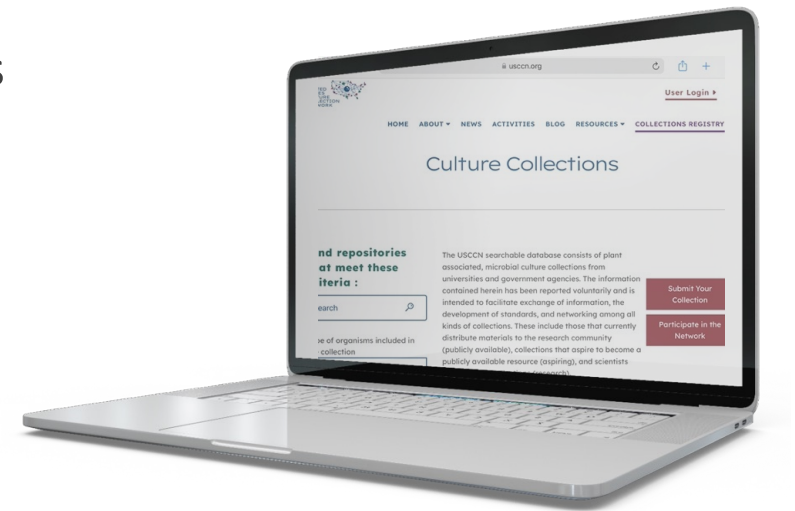 s
usccn.org
User Login
HOME ABOUT NEWS ACTIVITIES BLOG RESOURCES COLLECTIONS REGISTRY
Culture Collections
nd repositories
at meet these
iteria :
earch
of organisms included in
collection
The USCCN searchable database consists of plant
associated, microbial culture collections from
universities and government agencies. The information
contained herein has been reported voluntarily and is
intended to facilitate exchange of information, the
development of standards, and networking among all
kinds of collections. These include those that currently
distribute materials to the research community
(publicly available), collections that aspire to become a
publicly available resource (aspiring), and scientists
Submit Your
Collection
Participate in the
Network